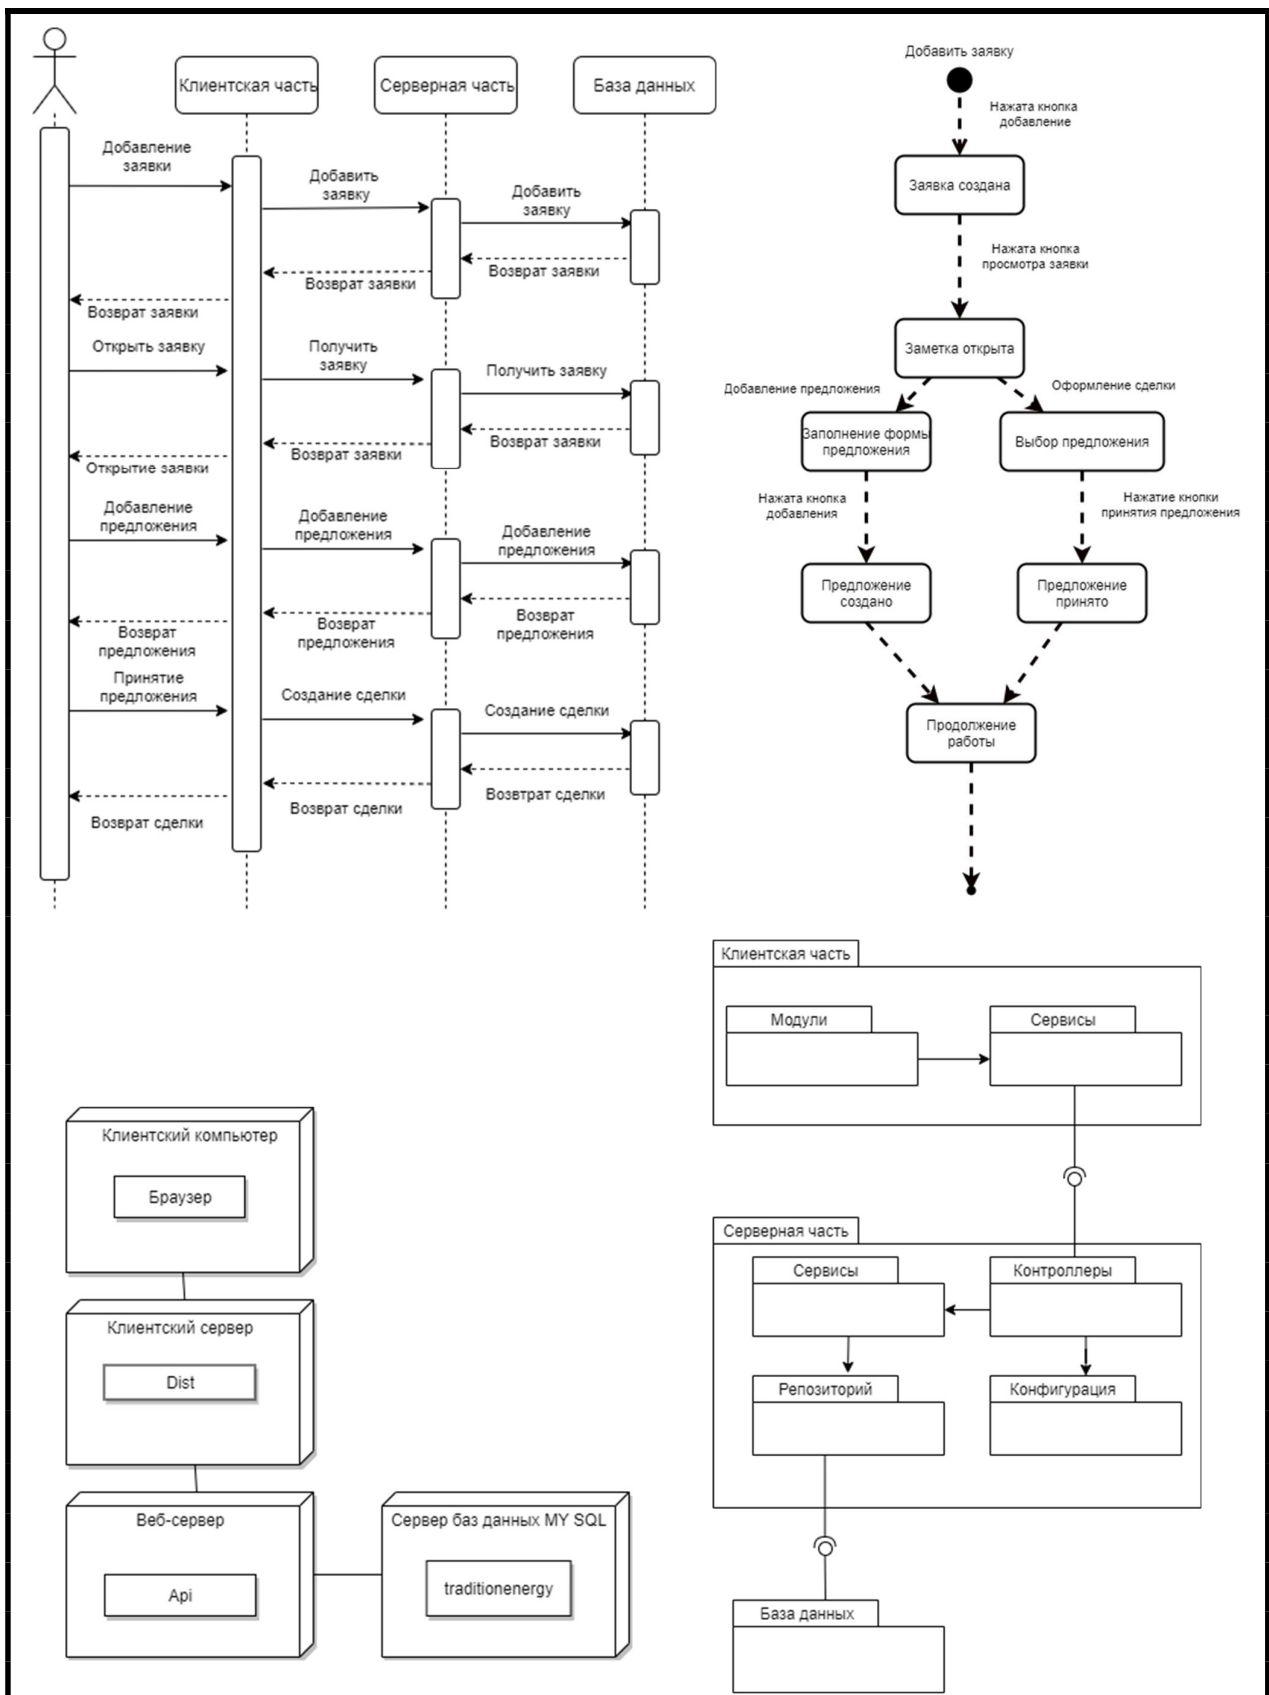 Клиентская часть
Серверная часть
База данных
Добавление
заявки
Добавить
заявку
Добавить
заявку
Возврат заявки
Возврат заявки
Возврат заявки
Открыть заявку
Получить
заявку
Получить заявку
Возврат заявки
Возврат заявки
Открытие заявки
Добавление
предложения
Добавление
предложения
Добавление
предложения
Возврат
предложения
Возврат
предложения
Возврат
предложения
Принятие
предложения
Создание сделки
Создание сделки
Возвтрат сделки
Возврат сделки
Возврат сделки
Добавить заявку
Нажата кнопка
добавление
Заявка создана
Нажата кнопка
просмотра заявки
Заметка открыта
Добавление предложения
Оформление сделки
Заполнение формы
предложения
Выбор предложения
Нажата кнопка
добавления
Нажатие кнопки
принятия предложения
Предложение
создано
Предложение
принято
Продолжение
работы
Клиентский компьютер
Браузер
Клиентский сервер
Dist
Веб-сервер
Api
Сервер баз данных MY SQL
traditionenergy
Клиентская часть
Модули
Сервисы
Серверная часть
Сервисы
Контроллеры
Репозиторий
Конфигурация
База данных